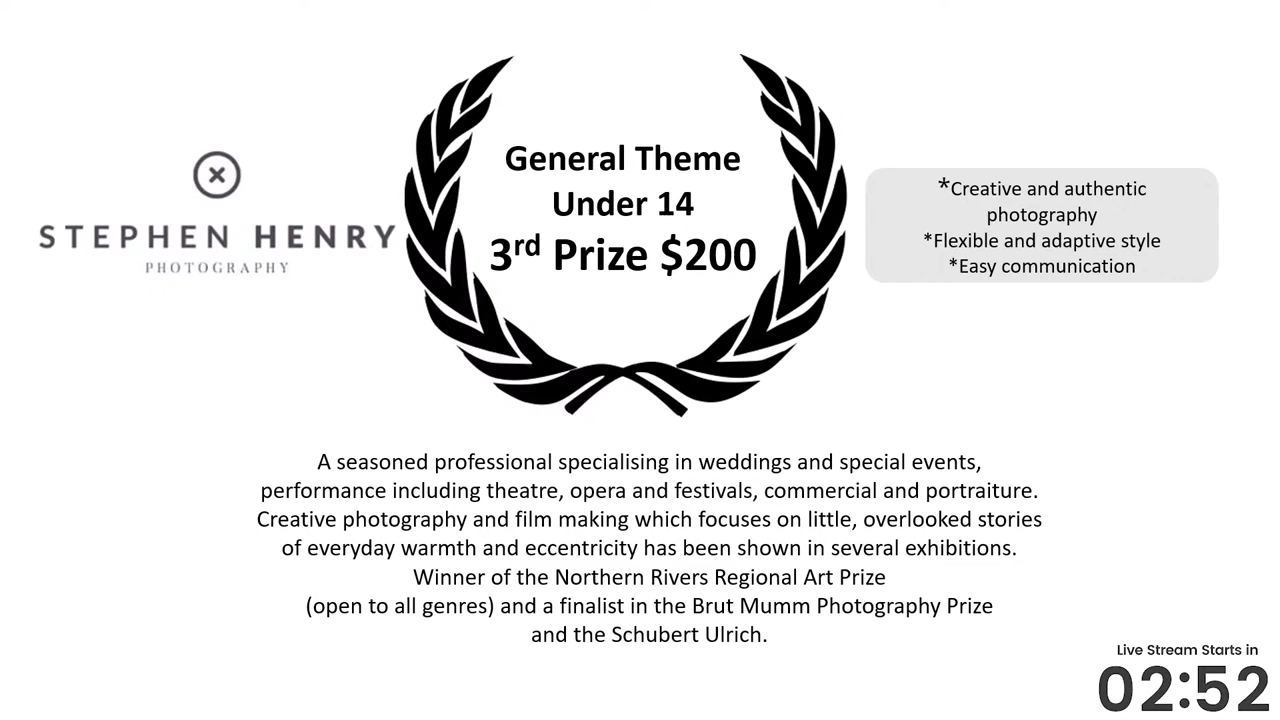 STEPHEN HENRY
PHOTOGRAPHY
General Theme
Under 14
3rd Prize $200
*Creative and authentic
photography
*Flexible and adaptive style
*Easy communication
A seasoned professional specialising in weddings and special events,
performance including theatre, opera and festivals, commercial and portraiture.
Creative photography and film making which focuses on little, overlooked stories
of everyday warmth and eccentricity has been shown in several exhibitions.
Winner of the Northern Rivers Regional Art Prize
(open to all genres) and a finalist in the Brut Mumm Photography Prize
and the Schubert Ulrich.
Live Stream Starts in
02:52